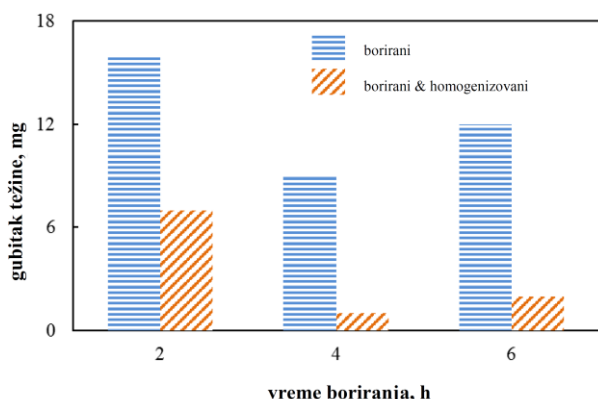 18
12
6
0
gubitak težine, mg
borirani
borirani & homogenizovani
2 4 6
vreme boriranja, h